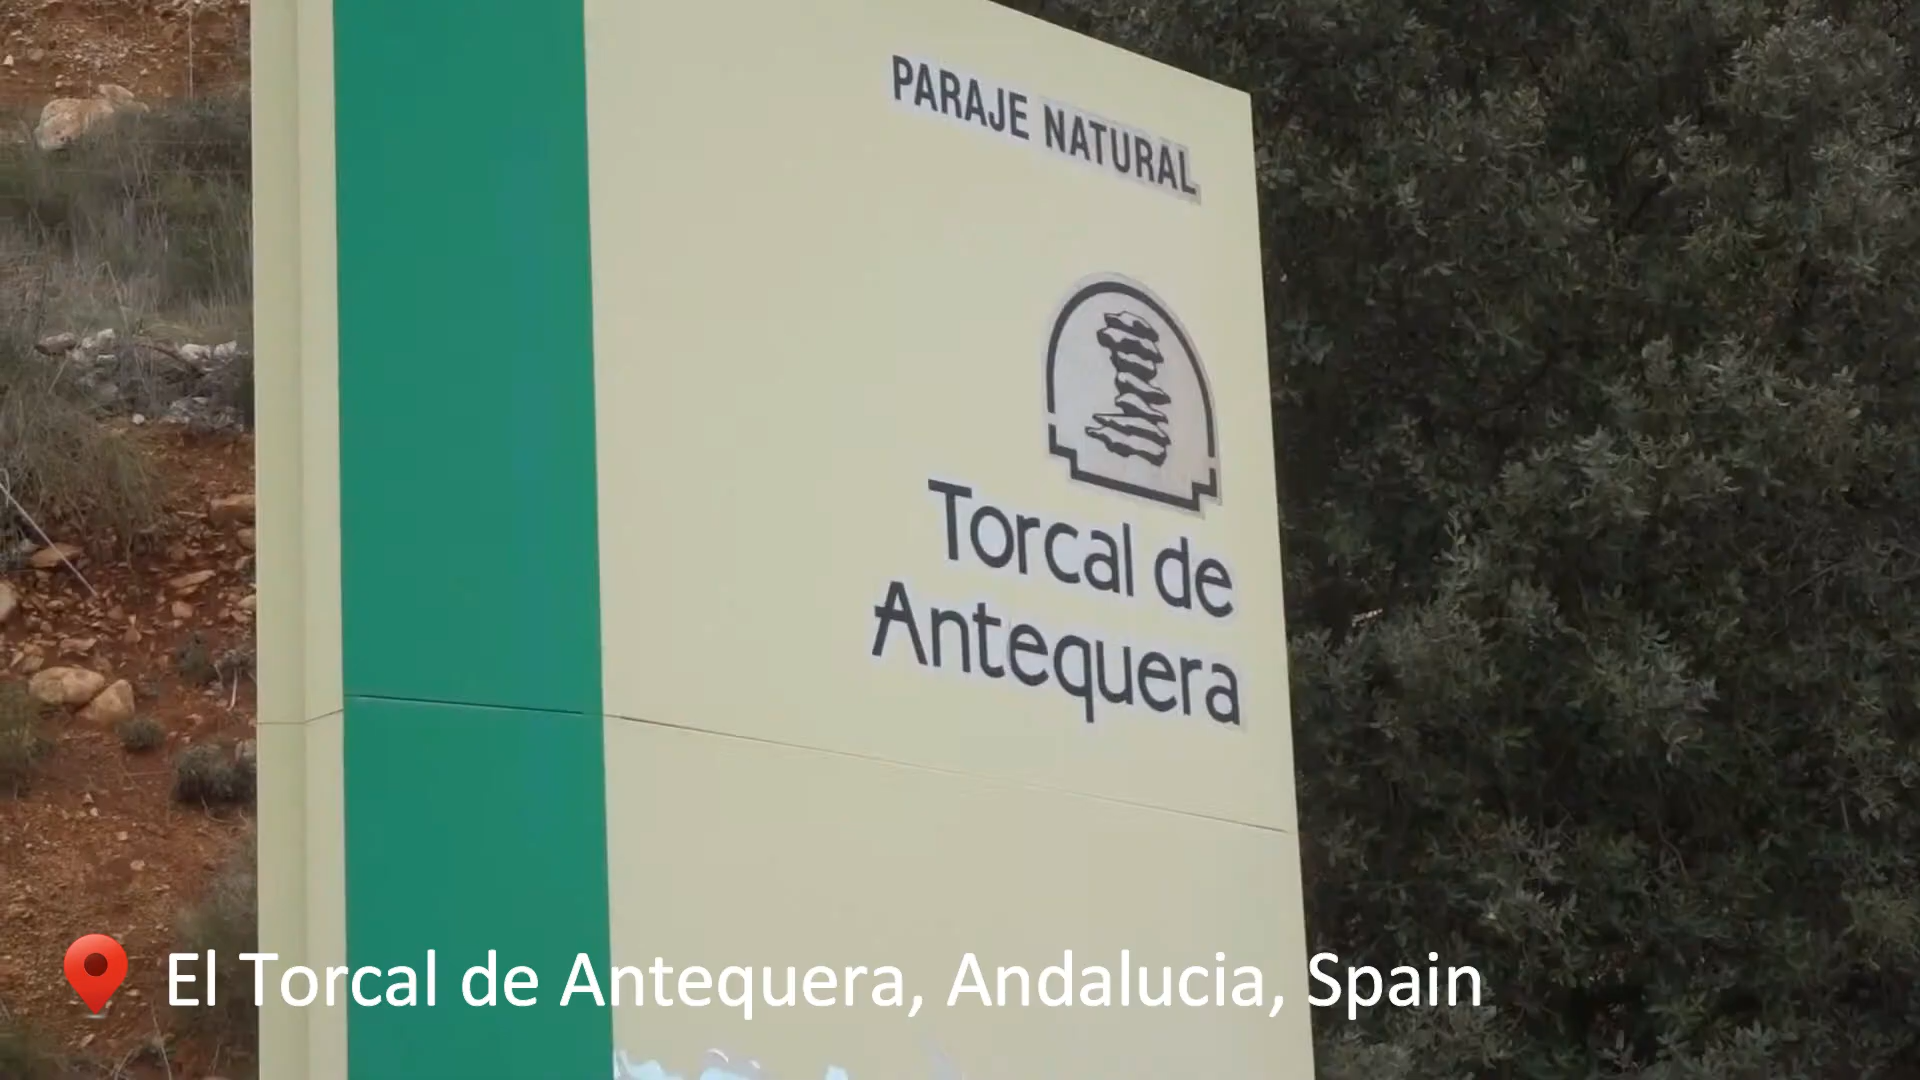 PARAJE NATURAL
Torcal de
Antequera
El Torcal de Antequera, Andalucia, Spain